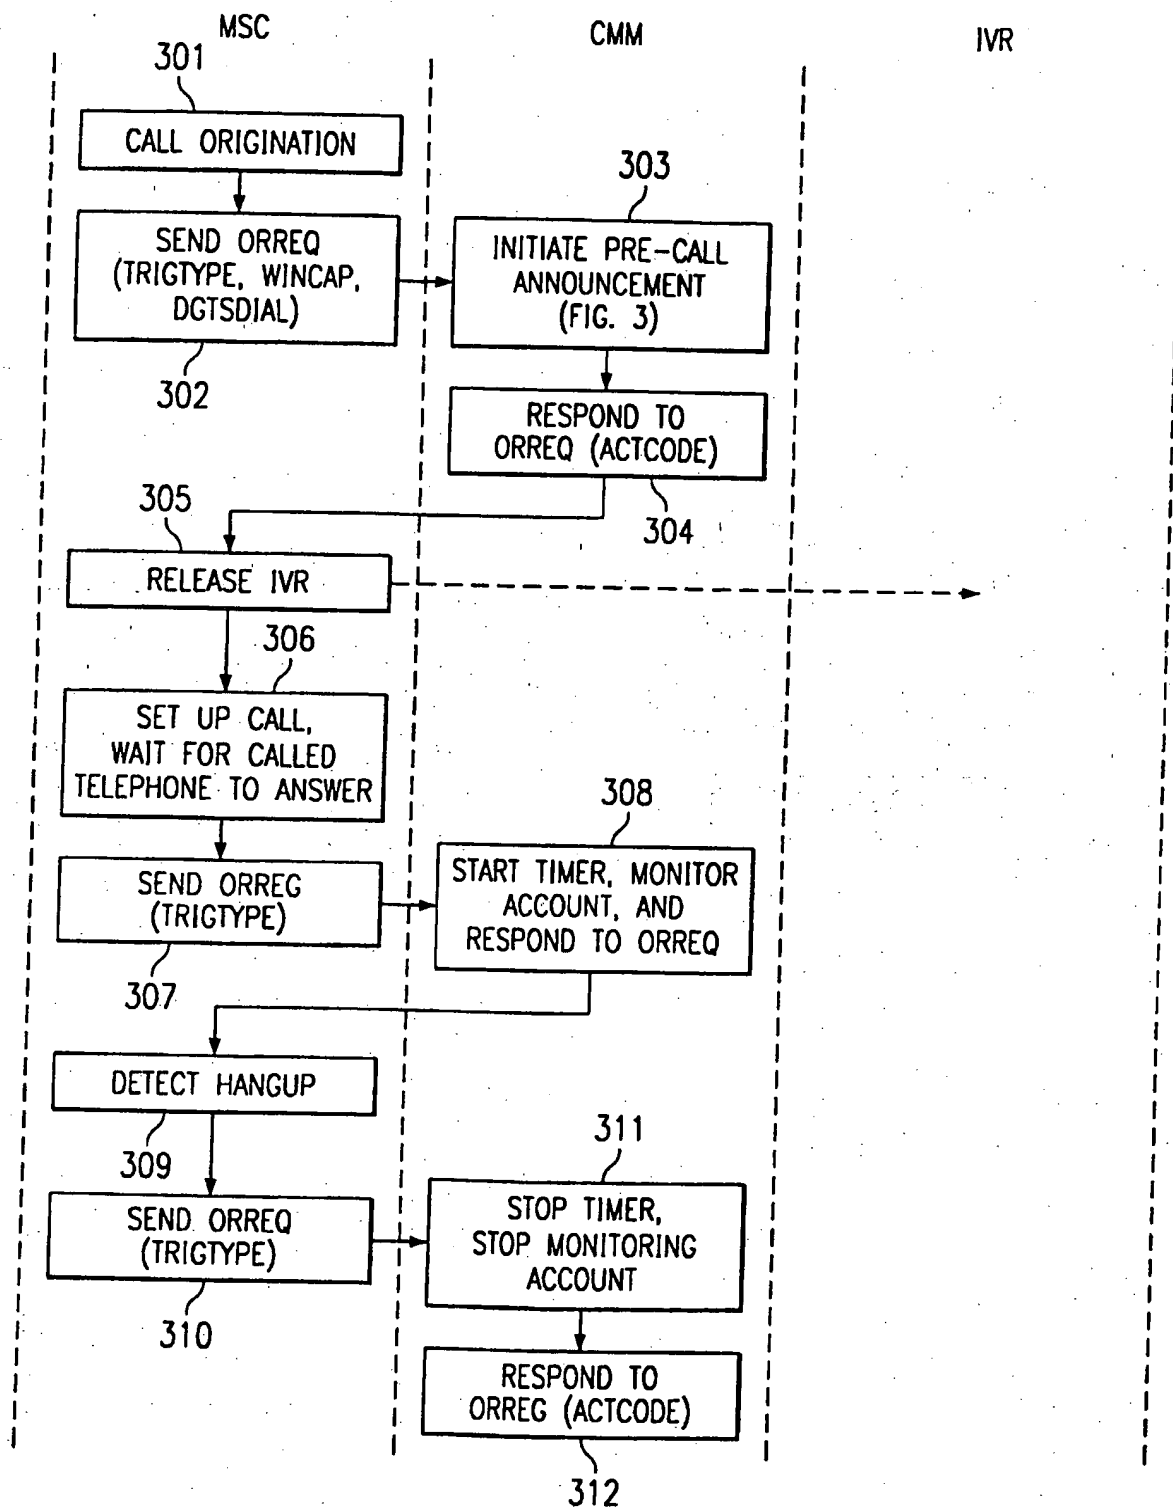 MSC
CMM
IVR
301
CALL ORIGINATION
303
SEND ORREQ
(TRIGTYPE, WINCAP,
DGTSDIAL)
302
INITIATE PRE-CALL
ANNOUNCEMENT
(FIG. 3)
RESPOND TO
ORREQ (ACTCODE)
304
305
RELEASE IVR
306
SET UP CALL,
WAIT FOR CALLED
TELEPHONE TO ANSWER
308
SEND ORREG
(TRIGTYPE)
307
START TIMER, MONITOR
ACCOUNT, AND
RESPOND TO ORREQ
DETECT HANGUP
309
311
SEND ORREQ
(TRIGTYPE)
310
STOP TIMER,
STOP MONITORING
ACCOUNT
RESPOND TO
ORREG (ACTCODE)
312